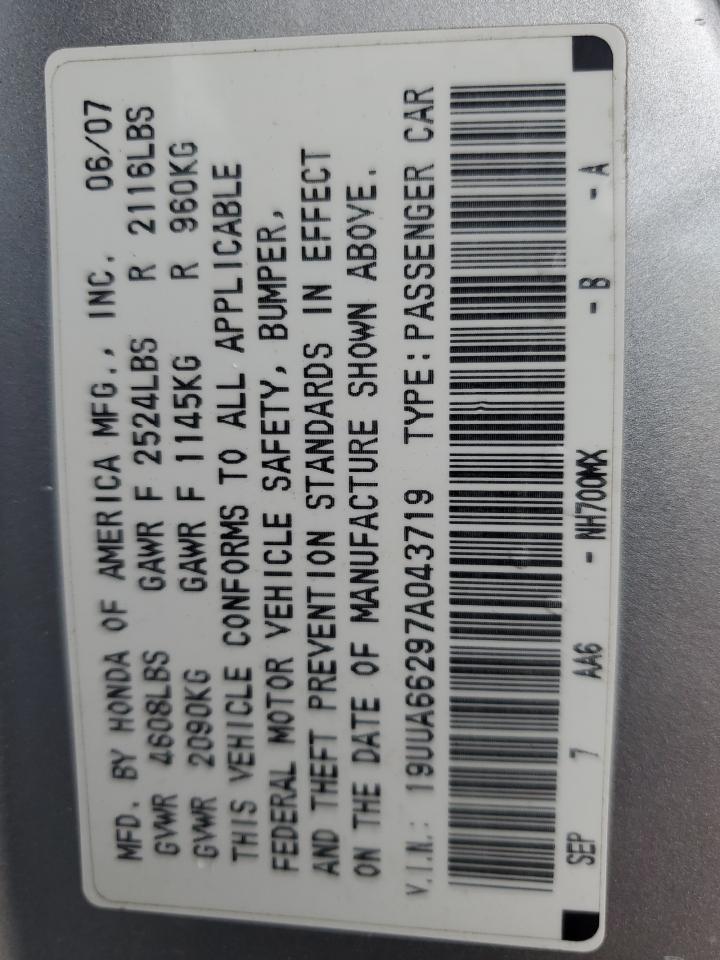 MFD. BY HONDA OF AMERICA MFG., INC. 06/07
GVWR 4608LBS GAWR F 2524LBS R 2116LBS
GVWR 2090KG GAWR F 1145KG R 960KG
THIS VEHICLE CONFORMS TO ALL APPLICABLE
FEDERAL MOTOR VEHICLE SAFETY, BUMPER,
AND THEFT PREVENTION STANDARDS IN EFFECT
ON THE DATE OF MANUFACTURE SHOWN ABOVE.
V.I.N.: 19UUA66297A043719 TYPE:PASSENGER CAR
SEP 7 AA6 - NH700MX - B - A